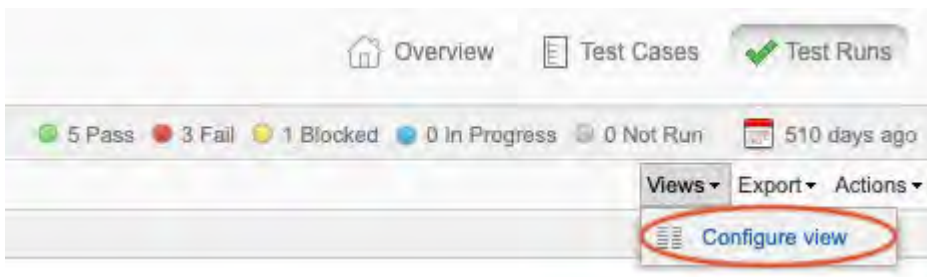 Overview Test Cases Test Runs
5 Pass 3 Fail 1 Blocked 0 In Progress 0 Not Run 510 days ago
Views Export Actions
Configure view